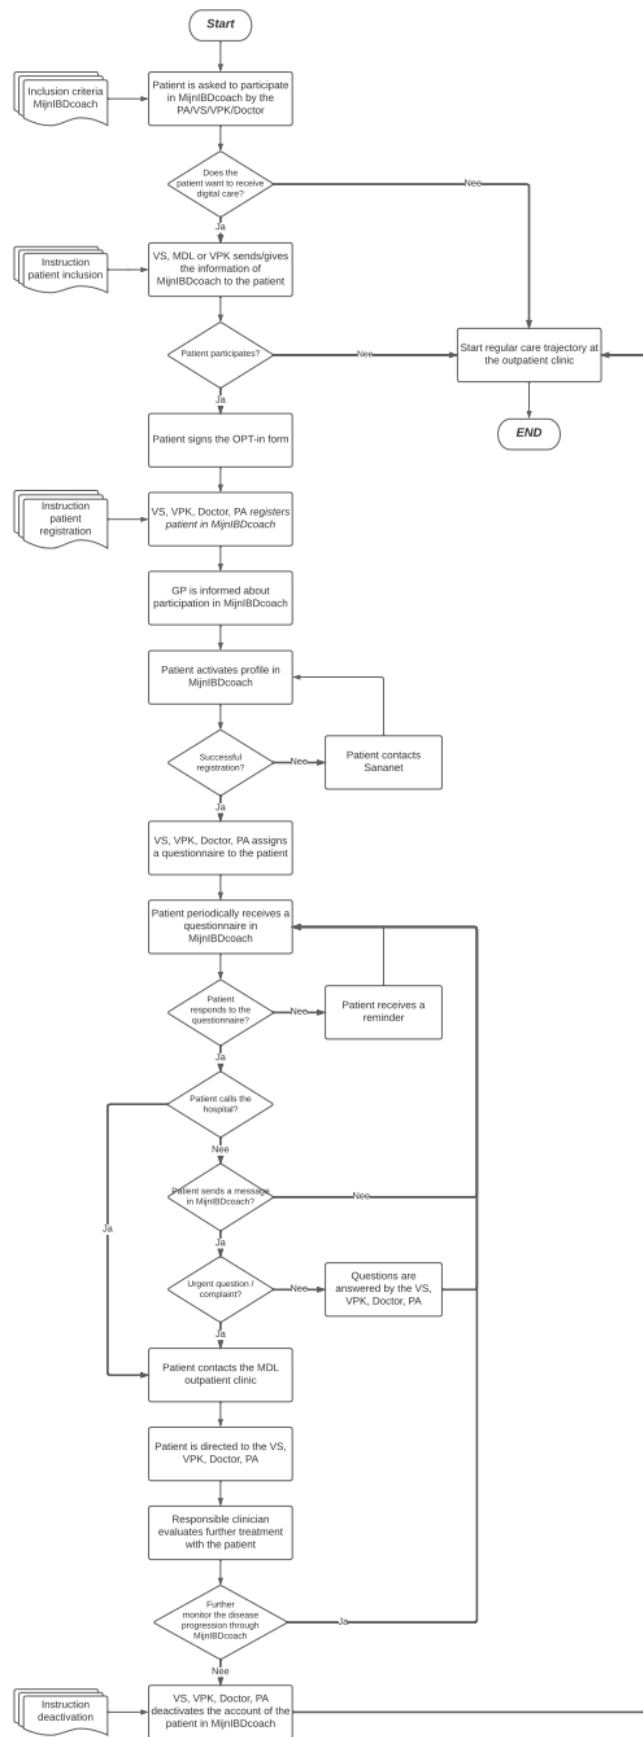 Start
Inclusion criteria
MijnIBDcoach
Patient is asked to participate
in MijnIBDcoach by the
PA/VS/VPK/Doctor
Does the
patient want to receive
digital care?
Nee
Ja
Instruction
patient inclusion
VS, MDL or VPK sends/gives
the information of
MijnIBDcoach to the patient
Patient participates?
Nee
Start regular care trajectory at
the outpatient clinic
Ja
END
Patient signs the OPT-in form
Instruction
patient
registration
VS, VPK, Doctor, PA registers
patient in MijnIBDcoach
GP is informed about
participation in MijnIBDcoach
Patient activates profile in
MijnIBDcoach
Successful
registration?
Nee
Patient contacts
Sananet
Ja
VS, VPK, Doctor, PA assigns
a questionnaire to the patient
Patient periodically receives a
questionnaire in
MijnIBDcoach
Patient
responds to the
questionnaire?
Nee
Patient receives a
reminder
Ja
Patient calls the
hospital?
Nee
Ja
Patient sends a message
in MijnIBDcoach?
Nee
Ja
Urgent question /
complaint?
Nee
Questions are
answered by the VS,
VPK, Doctor, PA
Ja
Patient contacts the MDL
outpatient clinic
Patient is directed to the VS,
VPK, Doctor, PA
Responsible clinician
evaluates further treatment
with the patient
Further
monitor the disease
progression through
MijnIBDcoach
Ja
Nee
Instruction
deactivation
VS, VPK, Doctor, PA
deactivates the account of the
patient in MijnIBDcoach